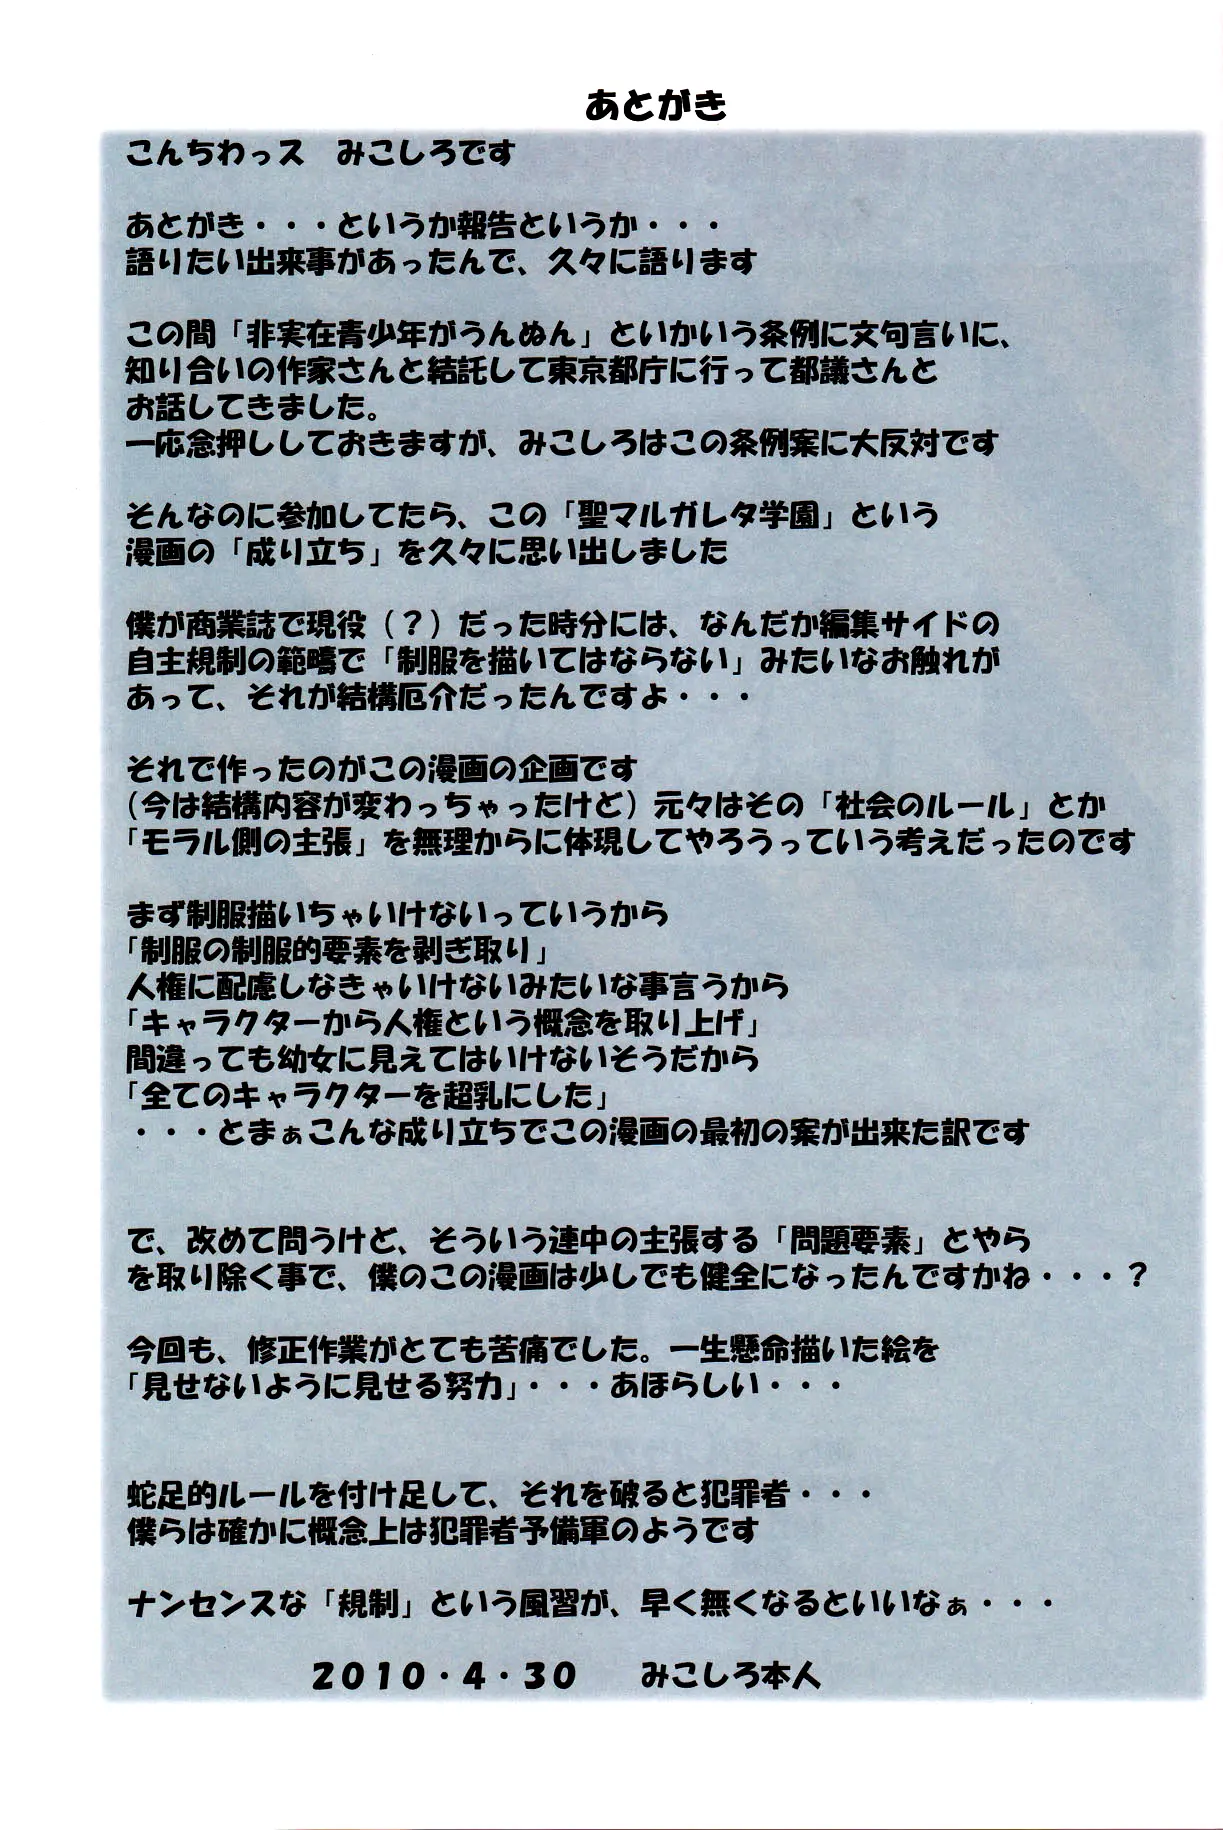 あとがき
こんちわっス　みこしろです
あとがき・・・というか報告というか・・・
語りたい出来事があったんで、久々に語ります
この間「非実在青少年がうんぬん」といかいう条例に文句言いに、
知り合いの作家さんと結託して東京都庁に行って都議さんと
お話してきました。
一応念押ししておきますが、みこしろはこの条例案に大反対です
そんなのに参加してたら、この「聖マルガレタ学園」という
漫画の「成り立ち」を久々に思い出しました
僕が商業誌で現役（？）だった時分には、なんだか編集サイドの
自主規制の範疇で「制服を描いてはならない」みたいなお触れが
あって、それが結構厄介だったんですよ・・・
それで作ったのがこの漫画の企画です
（今は結構内容が変わっちゃったけど）元々はその「社会のルール」とか
「モラル側の主張」を無理からに体現してやろうっていう考えだったのです
まず制服描いちゃいけないっていうから
「制服の制服的要素を剥ぎ取り」
人権に配慮しなきゃいけないみたいな事言うから
「キャラクターから人権という概念を取り上げ」
間違っても幼女に見えてはいけないそうだから
「全てのキャラクターを超乳にした」
・・・とまぁこんな成り立ちでこの漫画の最初の案が出来た訳です
で、改めて問うけど、そういう連中の主張する「問題要素」とやら
を取り除く事で、僕のこの漫画は少しでも健全になったんですかね・・・？
今回も、修正作業がとても苦痛でした。一生懸命描いた絵を
「見せないように見せる努力」・・・あほらしい・・・
蛇足的ルールを付け足して、それを破ると犯罪者・・・
僕らは確かに概念上は犯罪者予備軍のようです
ナンセンスな「規制」という風習が、早く無くなるといいなぁ・・・
２０１０・４・３０　　みこしろ本人